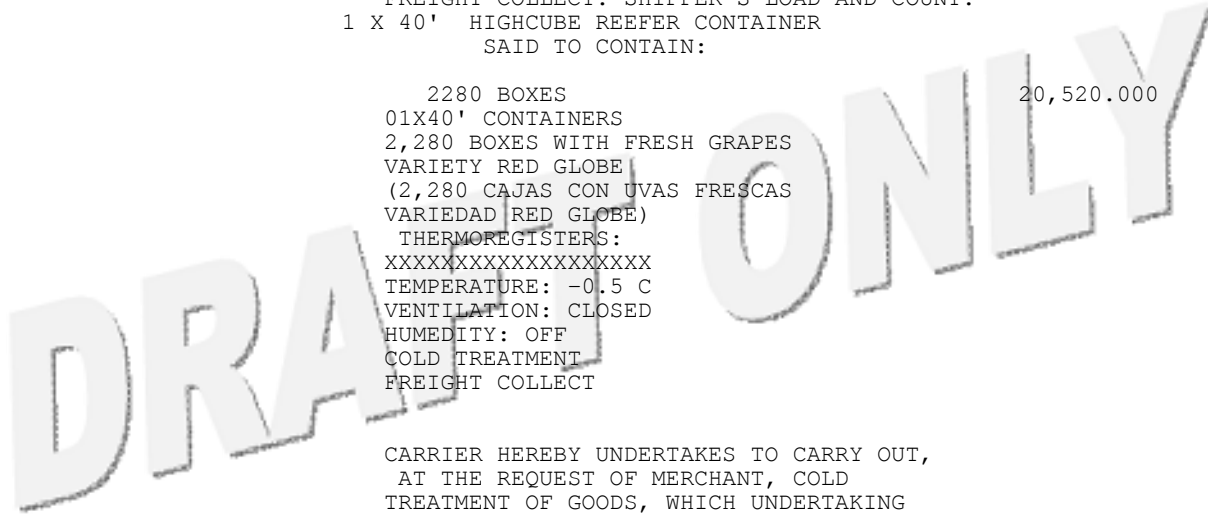 FREIGHT COLLECT. SHIPPER'S LOAD AND COUNT.
1 X 40' HIGHCUBE REEFER CONTAINER
SAID TO CONTAIN:
2280 BOXES 20,520.000
01X40' CONTAINERS
2,280 BOXES WITH FRESH GRAPES
VARIETY RED GLOBE
(2,280 CAJAS CON UVAS FRESCAS
VARIEDAD RED GLOBE)
THERMOREGISTERS:
XXXXXXXXXXXXXXXXXXX
TEMPERATURE: -0.5 C
VENTILATION: CLOSED
HUMEDITY: OFF
COLD TREATMENT
FREIGHT COLLECT
CARRIER HEREBY UNDERTAKES TO CARRY OUT,
AT THE REQUEST OF MERCHANT, COLD
TREATMENT OF GOODS, WHICH UNDERTAKING
DRAFT ONLY